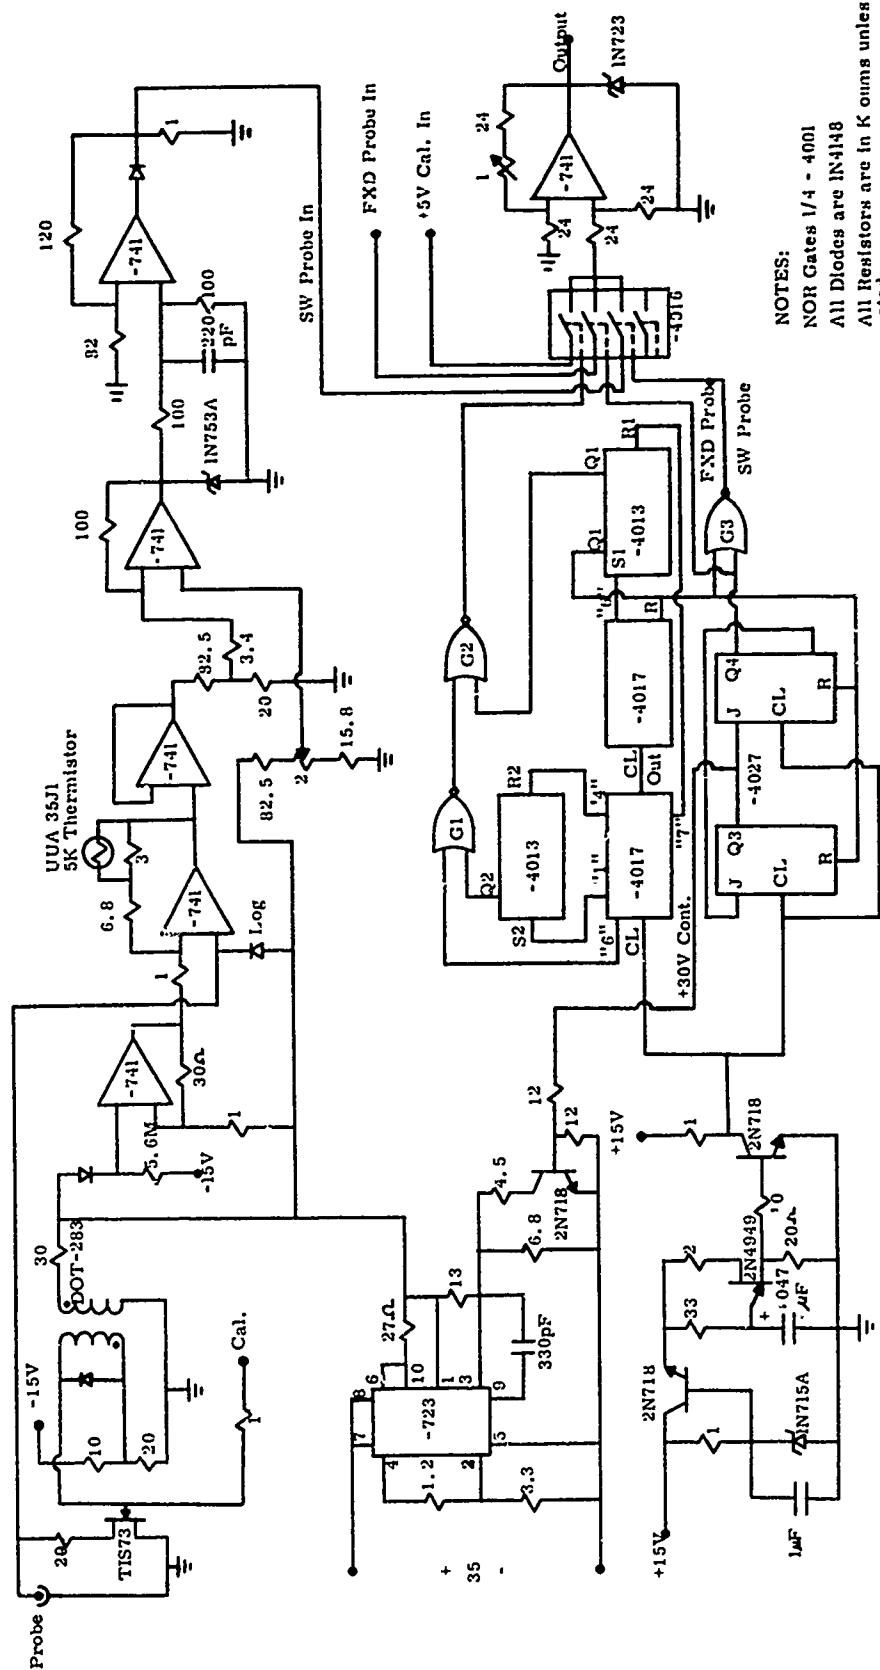 Probe
20
TIS73
-15V
10
20
1
Cal.
DOT-283
30
-15V
5.6M
-741
30Ω
1
1
6.8
UUA 35J1
5K Thermistor
3
-741
Log
-741
82.5
3.4
20
82.5
2
15.8
100
-741
1N753A
100
82
220
pF
100
120
-741
1
SW Probe In
FXD Probe In
+5V Cal. In
-4016
24
24
24
1
24
-741
Output
1N723
+
35
-
7
8
6
10
1
3
9
5
2
4
-723
27Ω
13
330pF
1.2
3.3
6.8
4.5
2N718
12
12
+30V Cont.
+15V
1
2N718
1N715A
1µF
33
2
2N4949
+
.047
µF
20Ω
+15V
1
2N718
G1
G2
G3
Q2
S2
R2
-4013
"6"
"1"
"4"
"7"
CL
-4017
CL
Out
-4017
"6"
R
S1
Q1
Q1
R1
-4013
J
Q3
CL
R
-4027
J
Q4
CL
R
FXD Probe
SW Probe
NOTES:
NOR Gates 1/4 - 4001
All Diodes are 1N4148
All Resistors are in K